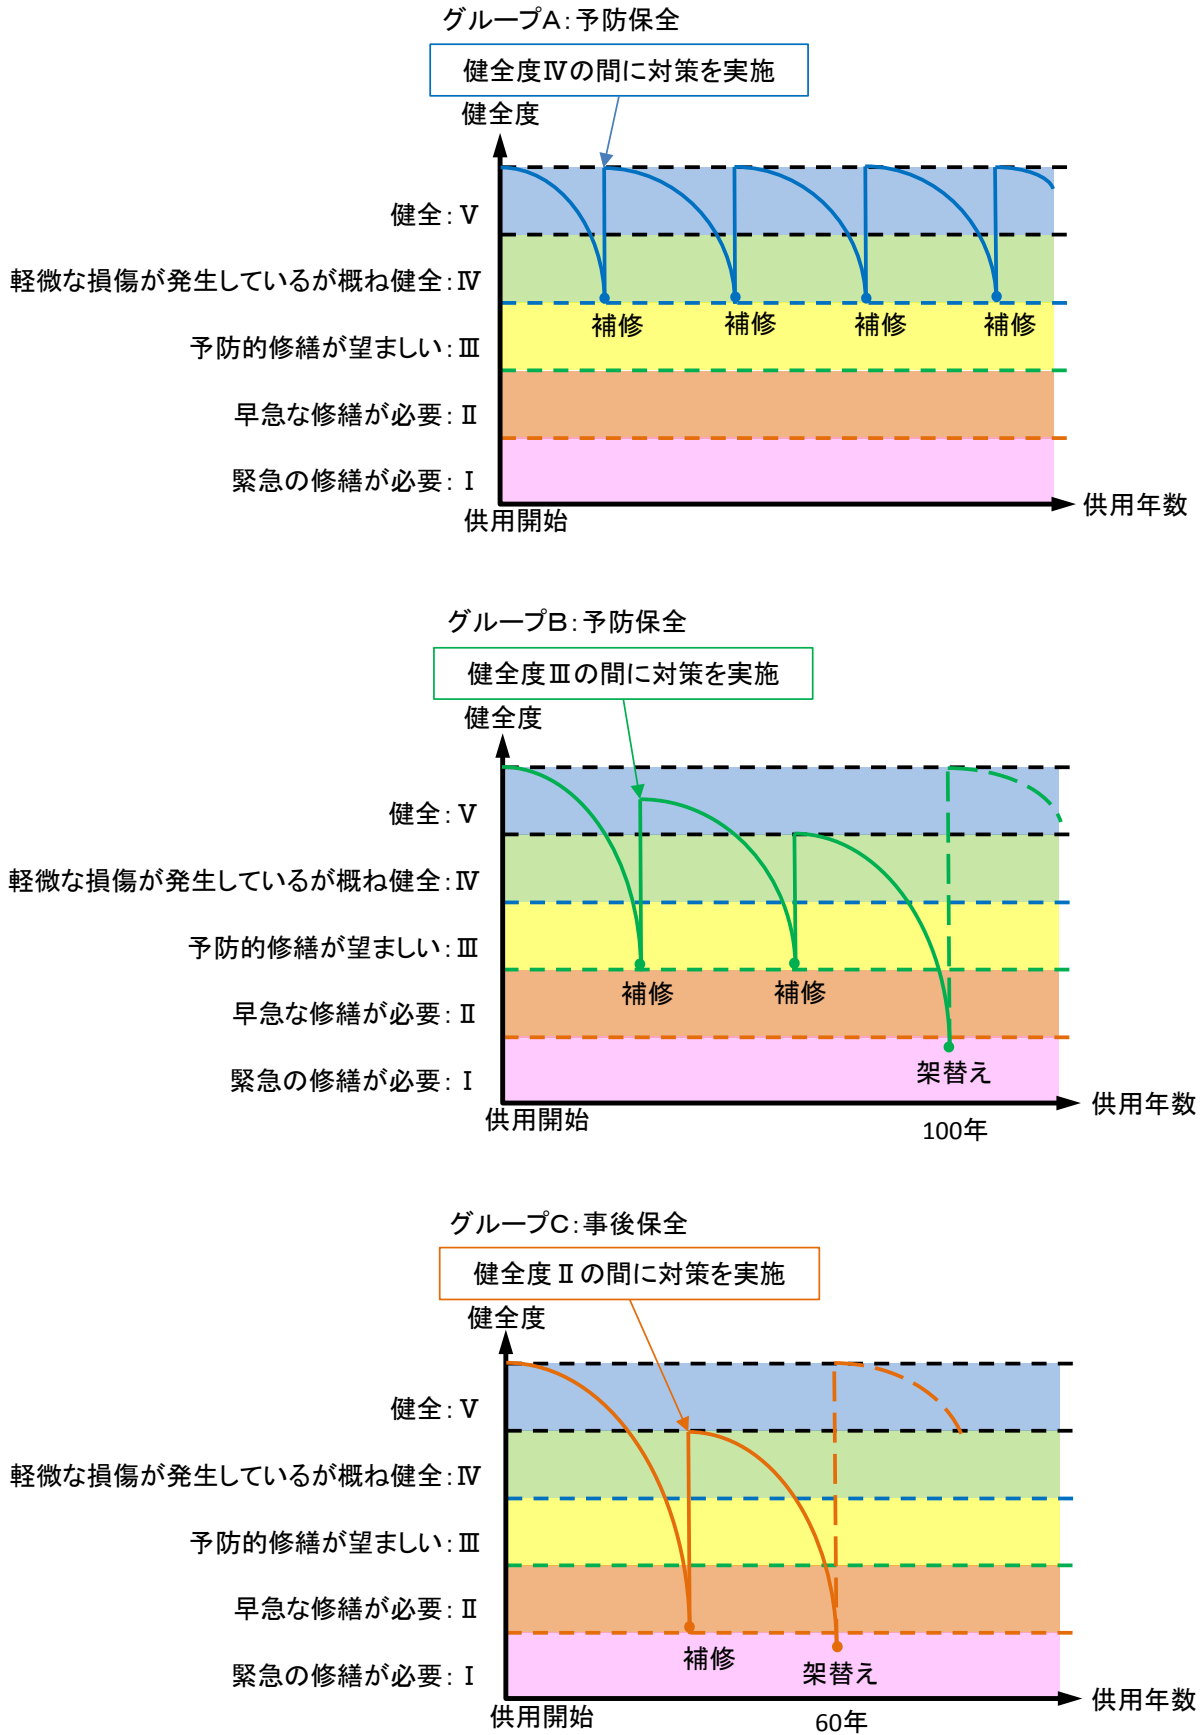 グループA：予防保全
健全度Ⅳの間に対策を実施
健全度
健全：Ⅴ
軽微な損傷が発生しているが概ね健全：Ⅳ
補修
補修
補修
補修
予防的修繕が望ましい：Ⅲ
早急な修繕が必要：Ⅱ
緊急の修繕が必要：Ⅰ
供用年数
供用開始
グループB：予防保全
健全度Ⅲの間に対策を実施
健全度
健全：Ⅴ
軽微な損傷が発生しているが概ね健全：Ⅳ
予防的修繕が望ましい：Ⅲ
補修
補修
早急な修繕が必要：Ⅱ
架替え
緊急の修繕が必要：Ⅰ
供用年数
供用開始
100年
グループC：事後保全
健全度Ⅱの間に対策を実施
健全度
健全：Ⅴ
軽微な損傷が発生しているが概ね健全：Ⅳ
予防的修繕が望ましい：Ⅲ
早急な修繕が必要：Ⅱ
補修
架替え
緊急の修繕が必要：Ⅰ
供用年数
供用開始
60年